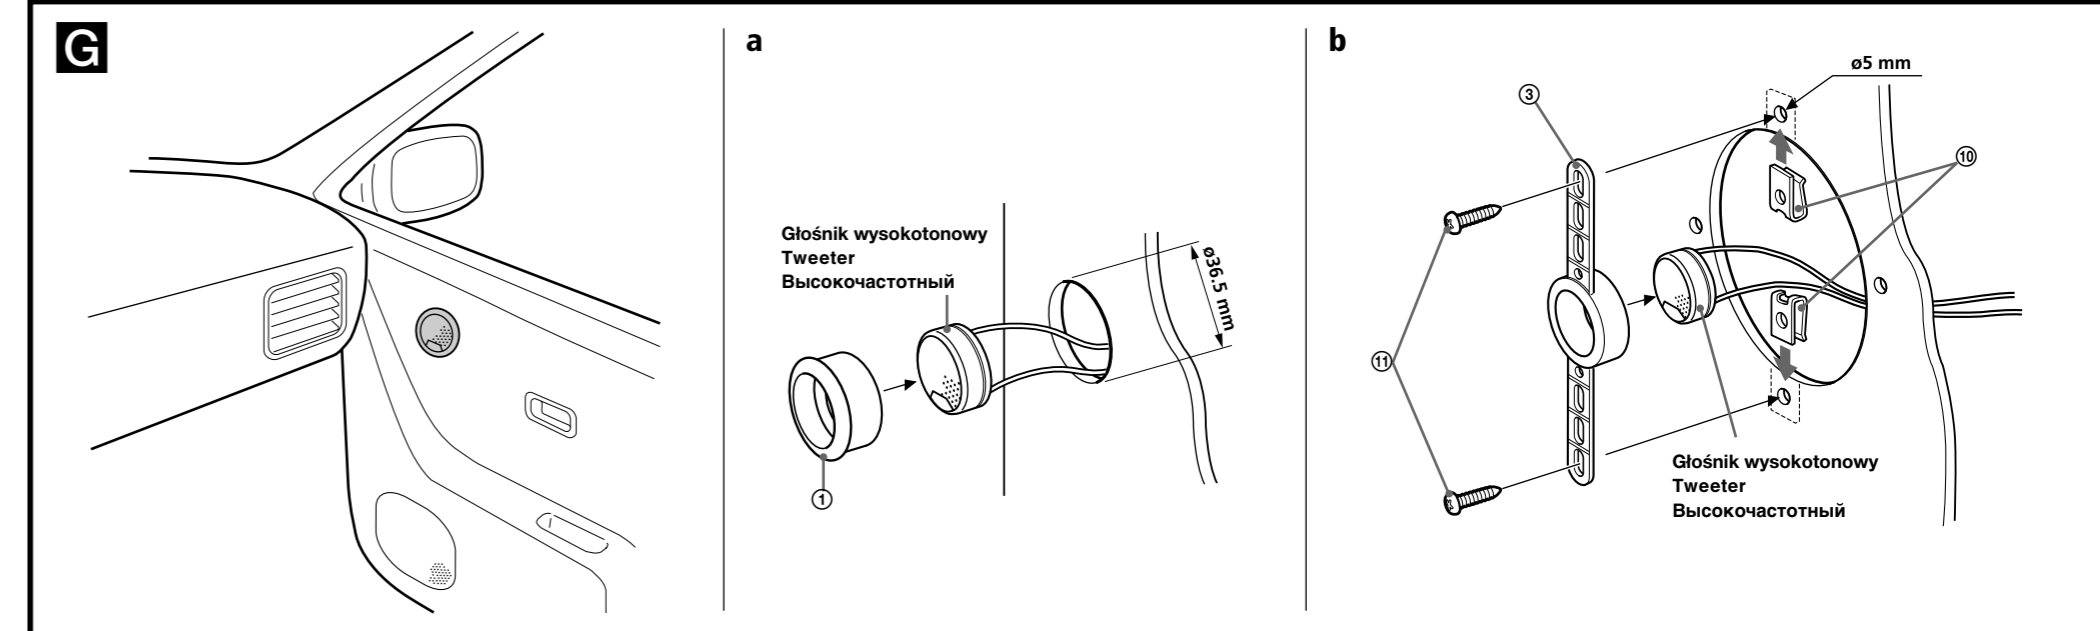 G
a
Głośnik wysokotonowy
Tweeter
Высокочастотный
ø36.5 mm
①
b
ø5 mm
③
⑩
⑪
Głośnik wysokotonowy
Tweeter
Высокочастотный